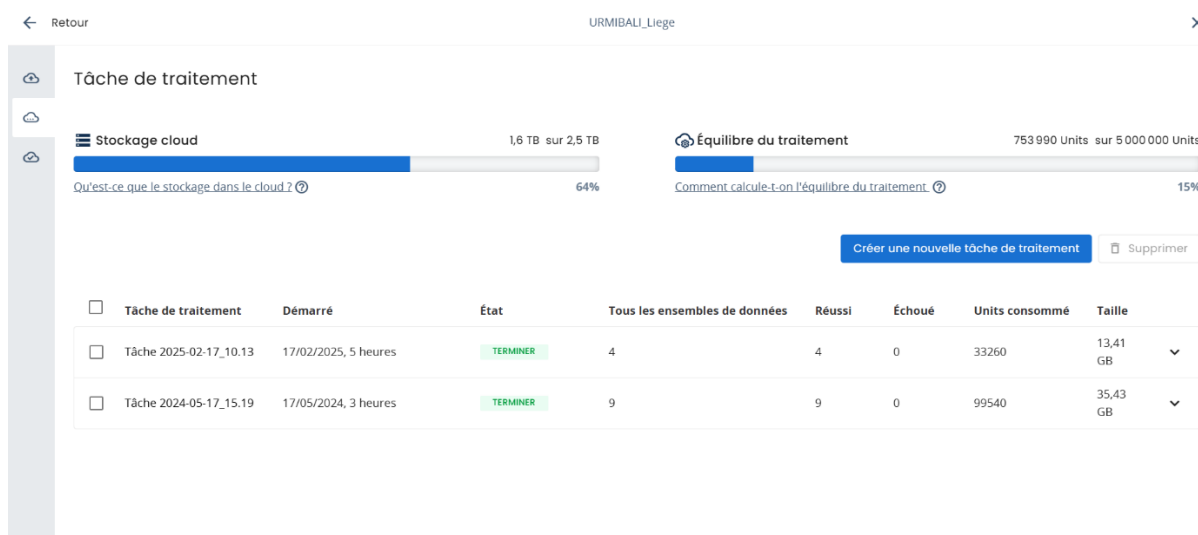 Retour
URMIBALI_Liege
Tâche de traitement
Stockage cloud 1,6 TB sur 2,5 TB
Équilibre du traitement 753 990 Units sur 5 000 000 Units
Qu'est-ce que le stockage dans le cloud ? 64%
Comment calcule-t-on l'équilibre du traitement 15%
Créer une nouvelle tâche de traitement Supprimer
Tâche de traitement Démarré État Tous les ensembles de données Réussi Échoué Units consommé Taille
Tâche 2025-02-17_10.13 17/02/2025, 5 heures TERMINER 4 4 0 33260 13,41 GB
Tâche 2024-05-17_15.19 17/05/2024, 3 heures TERMINER 9 9 0 99540 35,43 GB